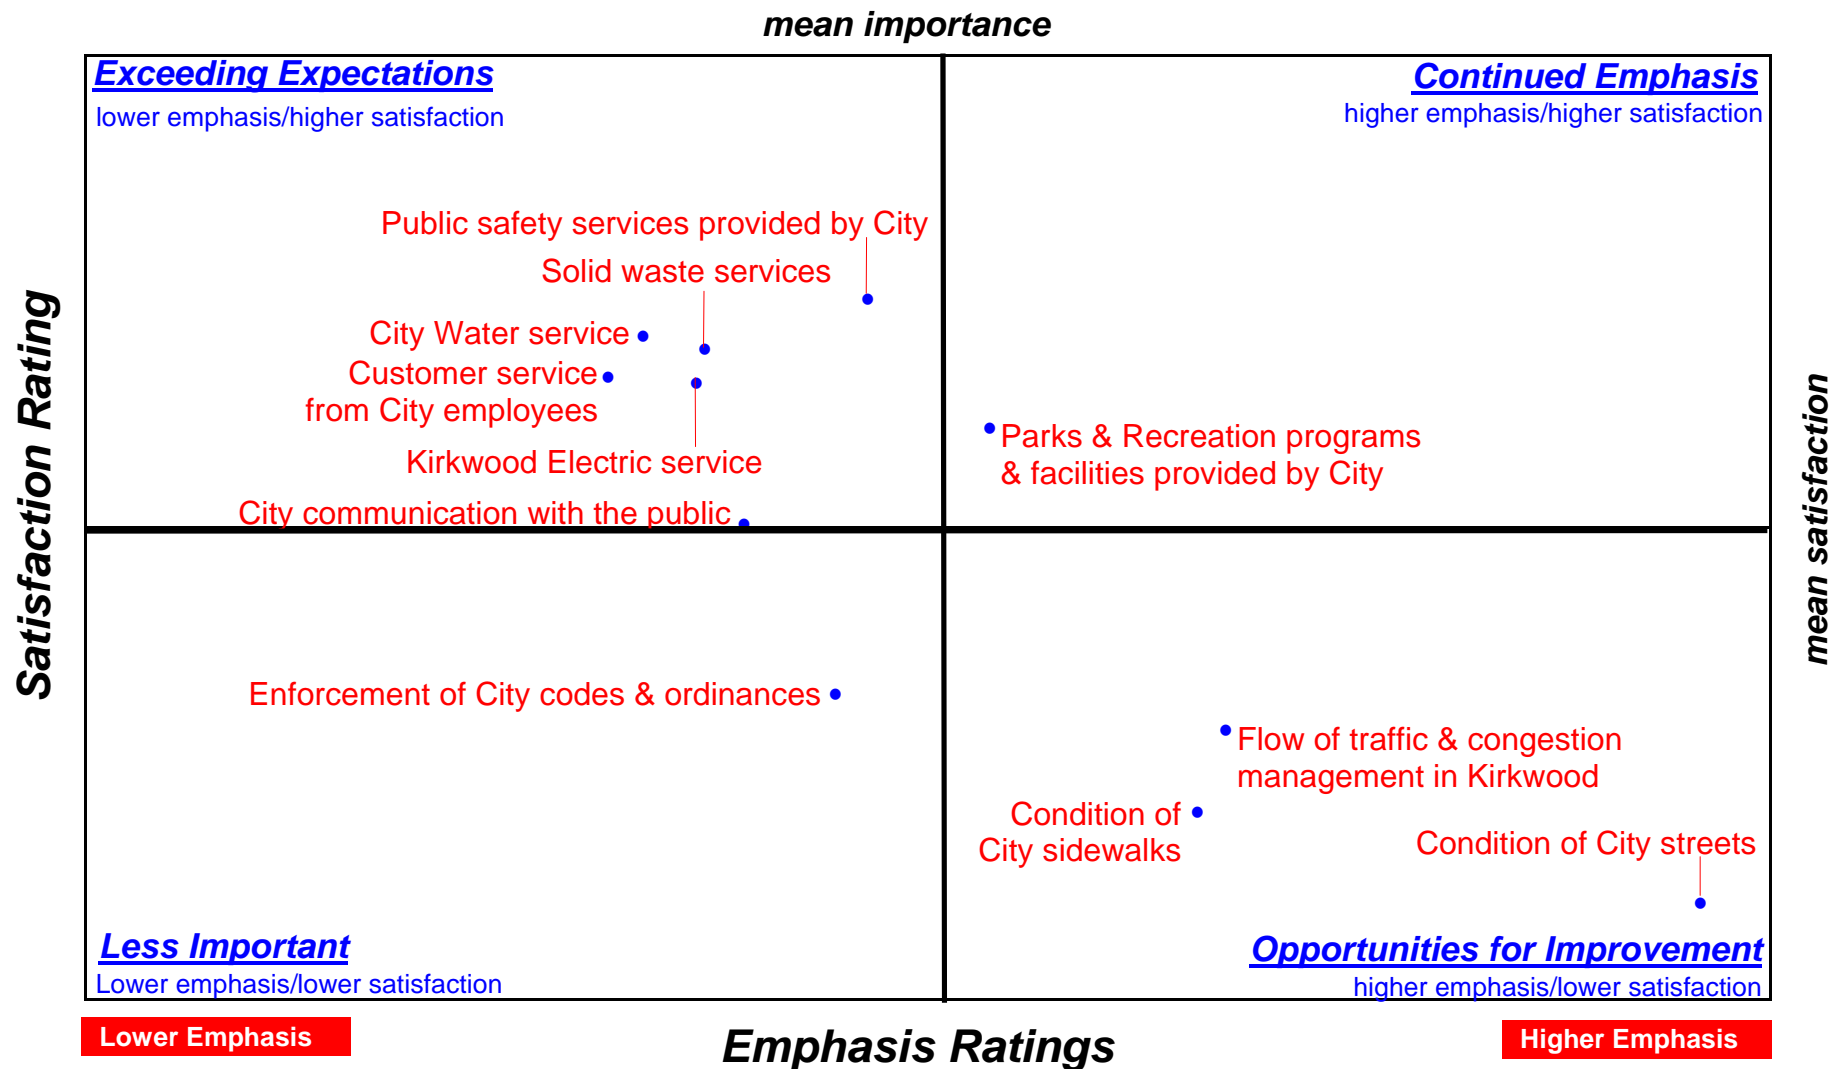 mean importance
Exceeding Expectations
lower emphasis/higher satisfaction
Continued Emphasis
higher emphasis/higher satisfaction
Public safety services provided by City
Solid waste services
City Water service
Customer service
from City employees
Kirkwood Electric service
City communication with the public
Parks & Recreation programs
& facilities provided by City
Satisfaction Rating
mean satisfaction
Enforcement of City codes & ordinances
Flow of traffic & congestion
management in Kirkwood
Condition of
City sidewalks
Condition of City streets
Less Important
Lower emphasis/lower satisfaction
Opportunities for Improvement
higher emphasis/lower satisfaction
Lower Emphasis
Emphasis Ratings
Higher Emphasis